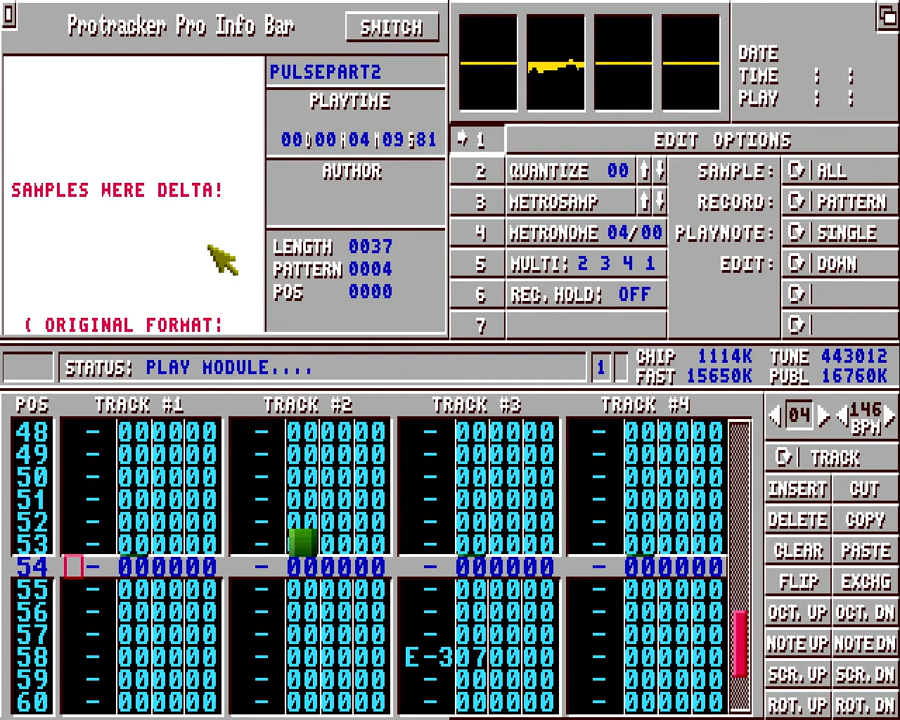 Protracker Pro Info Bar
SWITCH
SAMPLES HERE DELTA!
( ORIGINAL FORMAT:
PULSEPART2
PLAYTIME
00:00:04:09:81
AUTHOR
LENGTH 0037
PATTERN 0004
POS 0000
DATE
TIME : :
PLAY : :
1 EDIT OPTIONS
2 QUANTIZE 00 SAMPLE: ALL
3 METROSAMP RECORD: PATTERN
4 METRONOME 04/00 PLAYNOTE: SINGLE
5 MULTI: 2 3 4 1 EDIT: DOWN
6 REC. HOLD: OFF
7
STATUS: PLAY MODULE....
1
CHIP 1114K TUNE 443012
FAST 15650K PUBL 16760K
POS TRACK #1 TRACK #2 TRACK #3 TRACK #4
48 - 000000 - 000000 - 000000 - 000000
49 - 000000 - 000000 - 000000 - 000000
50 - 000000 - 000000 - 000000 - 000000
51 - 000000 - 000000 - 000000 - 000000
52 - 000000 - 000000 - 000000 - 000000
53 - 000000 - 0000 - 000000 - 000000
54 - 000000 - 000000 - 000000 - 000000
55 - 000000 - 000000 - 000000 - 000000
56 - 000000 - 000000 - 000000 - 000000
57 - 000000 - 000000 - 000000 - 000000
58 - 000000 - 000000 E-3070000 - 000000
59 - 000000 - 000000 - 000000 - 000000
60 - 000000 - 000000 - 000000 - 000000
04 146 BPM
TRACK
INSERT CUT
DELETE COPY
CLEAR PASTE
FLIP EXCHG
OCT. UP OCT. DN
NOTE UP NOTE DN
SCR. UP SCR. DN
ROT. UP ROT. DN